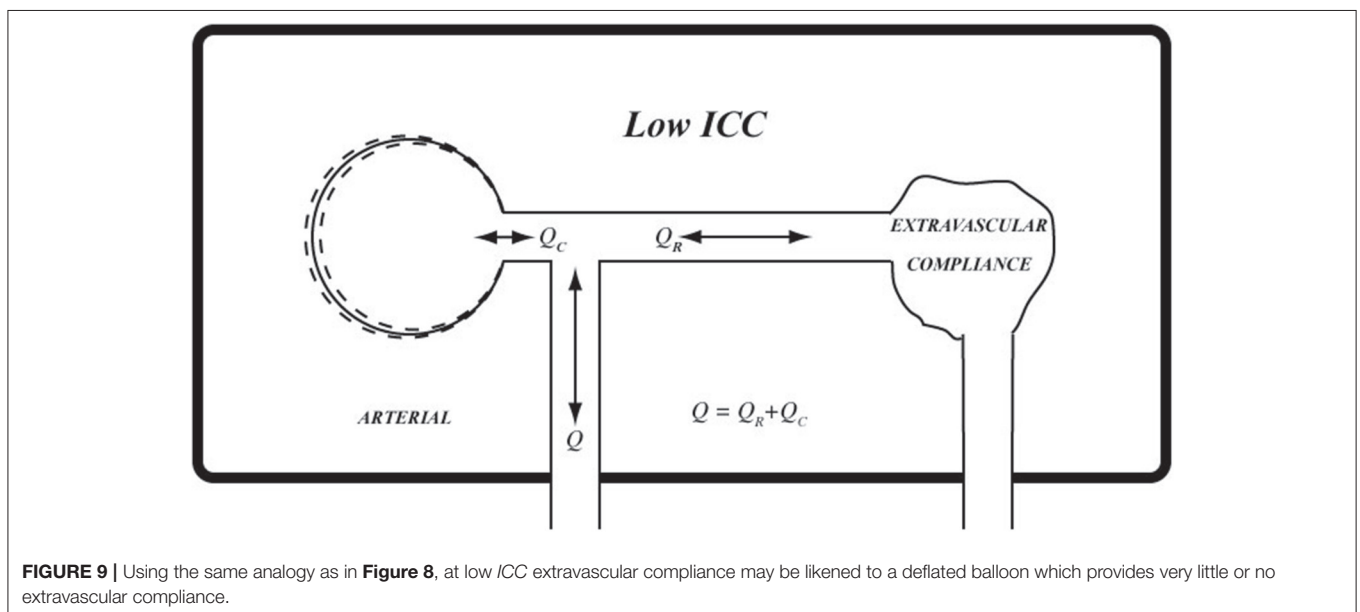 Low ICC
EXTRAVASCULAR
COMPLIANCE
Q_C
Q_R
ARTERIAL
Q = Q_R+Q_C
Q
FIGURE 9 | Using the same analogy as in Figure 8, at low ICC extravascular compliance may be likened to a deflated balloon which provides very little or no
extravascular compliance.